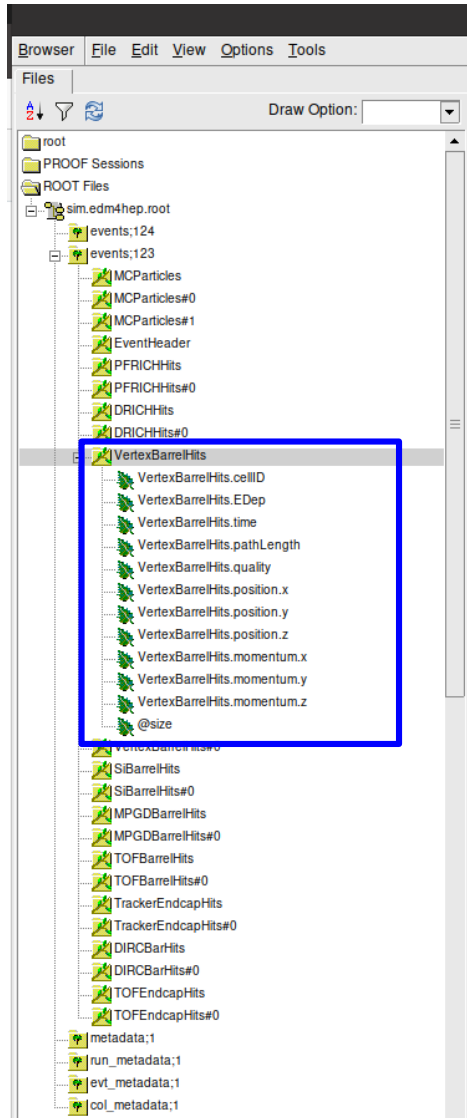 Browser File Edit View Options Tools
Files
Draw Option:
root
PROOF Sessions
ROOT Files
sim.edm4hep.root
events;124
events;123
MCParticles
MCParticles#0
MCParticles#1
EventHeader
PFRICHHits
PFRICHHits#0
DRICHHits
DRICHHits#0
VertexBarrelHits
VertexBarrelHits.cellID
VertexBarrelHits.EDep
VertexBarrelHits.time
VertexBarrelHits.pathLength
VertexBarrelHits.quality
VertexBarrelHits.position.x
VertexBarrelHits.position.y
VertexBarrelHits.position.z
VertexBarrelHits.momentum.x
VertexBarrelHits.momentum.y
VertexBarrelHits.momentum.z
@size
VertexBarrelHits#0
SiBarrelHits
SiBarrelHits#0
MPGDBarrelHits
MPGDBarrelHits#0
TOFBarrelHits
TOFBarrelHits#0
TrackerEndcapHits
TrackerEndcapHits#0
DIRCBarHits
DIRCBarHits#0
TOFEndcapHits
TOFEndcapHits#0
metadata;1
run_metadata;1
evt_metadata;1
col_metadata;1